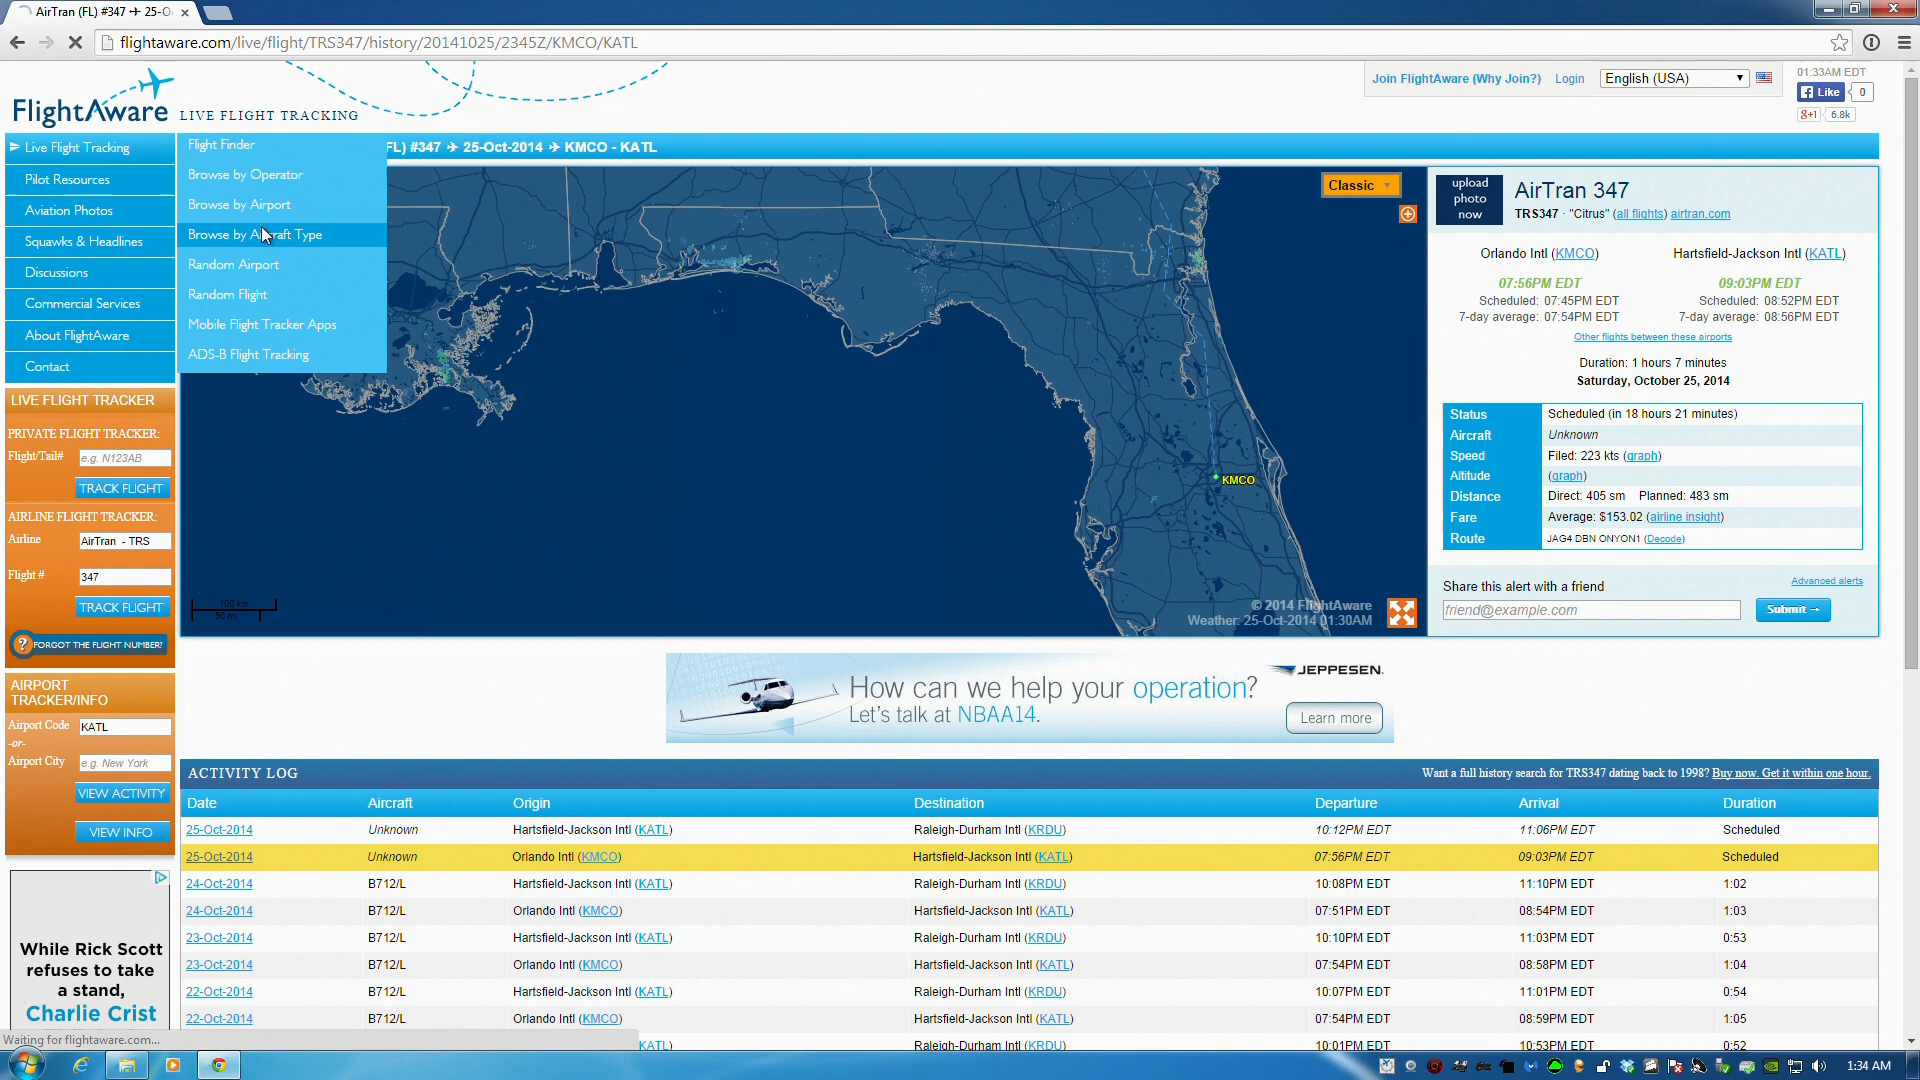 AirTran (FL) #347 ✈ 25-O
flightaware.com/live/flight/TRS347/history/20141025/2345Z/KMCO/KATL
FlightAware
LIVE FLIGHT TRACKING
Join FlightAware (Why Join?)
Login
English (USA)
01:33AM EDT
Like
0
g+1
6.8k
Live Flight Tracking
Pilot Resources
Aviation Photos
Squawks & Headlines
Discussions
Commercial Services
About FlightAware
Contact
Flight Finder
Browse by Operator
Browse by Airport
Browse by Aircraft Type
Random Airport
Random Flight
Mobile Flight Tracker Apps
ADS-B Flight Tracking
FL) #347 ✈ 25-Oct-2014 ✈ KMCO - KATL
Classic
KMCO
100 km
50 mi
© 2014 FlightAware
Weather: 25-Oct-2014 01:30AM
upload
photo
now
AirTran 347
TRS347 · "Citrus" (all flights) airtran.com
Orlando Intl (KMCO)
Hartsfield-Jackson Intl (KATL)
07:56PM EDT
09:03PM EDT
Scheduled: 07:45PM EDT
Scheduled: 08:52PM EDT
7-day average: 07:54PM EDT
7-day average: 08:56PM EDT
Other flights between these airports
Duration: 1 hours 7 minutes
Saturday, October 25, 2014
Status Scheduled (in 18 hours 21 minutes)
Aircraft Unknown
Speed Filed: 223 kts (graph)
Altitude (graph)
Distance Direct: 405 sm Planned: 483 sm
Fare Average: $153.02 (airline insight)
Route JAG4 DBN ONYON1 (Decode)
Advanced alerts
Share this alert with a friend
friend@example.com
Submit →
LIVE FLIGHT TRACKER
PRIVATE FLIGHT TRACKER:
Flight/Tail# e.g. N123AB
TRACK FLIGHT
AIRLINE FLIGHT TRACKER:
Airline AirTran - TRS
Flight # 347
TRACK FLIGHT
? FORGOT THE FLIGHT NUMBER?
AIRPORT
TRACKER/INFO
Airport Code KATL
-or-
Airport City e.g. New York
VIEW ACTIVITY
VIEW INFO
How can we help your operation?
Let's talk at NBAA14.
JEPPESEN.
Learn more
While Rick Scott
refuses to take
a stand,
Charlie Crist
ACTIVITY LOG
Want a full history search for TRS347 dating back to 1998? Buy now. Get it within one hour.
Date Aircraft Origin Destination Departure Arrival Duration
25-Oct-2014 Unknown Hartsfield-Jackson Intl (KATL) Raleigh-Durham Intl (KRDU) 10:12PM EDT 11:06PM EDT Scheduled
25-Oct-2014 Unknown Orlando Intl (KMCO) Hartsfield-Jackson Intl (KATL) 07:56PM EDT 09:03PM EDT Scheduled
24-Oct-2014 B712/L Hartsfield-Jackson Intl (KATL) Raleigh-Durham Intl (KRDU) 10:08PM EDT 11:10PM EDT 1:02
24-Oct-2014 B712/L Orlando Intl (KMCO) Hartsfield-Jackson Intl (KATL) 07:51PM EDT 08:54PM EDT 1:03
23-Oct-2014 B712/L Hartsfield-Jackson Intl (KATL) Raleigh-Durham Intl (KRDU) 10:10PM EDT 11:03PM EDT 0:53
23-Oct-2014 B712/L Orlando Intl (KMCO) Hartsfield-Jackson Intl (KATL) 07:54PM EDT 08:58PM EDT 1:04
22-Oct-2014 B712/L Hartsfield-Jackson Intl (KATL) Raleigh-Durham Intl (KRDU) 10:07PM EDT 11:01PM EDT 0:54
22-Oct-2014 B712/L Orlando Intl (KMCO) Hartsfield-Jackson Intl (KATL) 07:54PM EDT 08:59PM EDT 1:05
KATL) Raleigh-Durham Intl (KRDU) 10:01PM EDT 10:53PM EDT 0:52
Waiting for flightaware.com...
1:34 AM